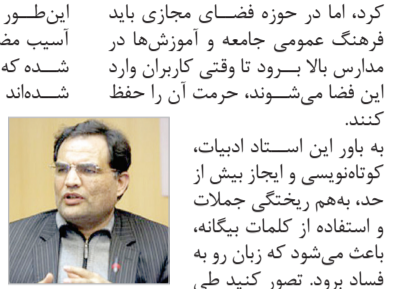 کرد، اما در حوزه فضای مجازی باید
فرهنگ عمومی جامعه و آموزش‌ها در
مدارس بالا برود تا وقتی کاربران وارد
این فضا می‌شوند، حرمت آن را حفظ
کنند.
به باور این استاد ادبیات،
کوتاه‌نویسی و ایجاز بیش از
حد، به‌هم ریختگی جملات
و استفاده از کلمات بیگانه،
باعث می‌شود که زبان رو به
فساد برود. تصور کنید طی
این‌طور
آسیب
شده که
شده‌اند